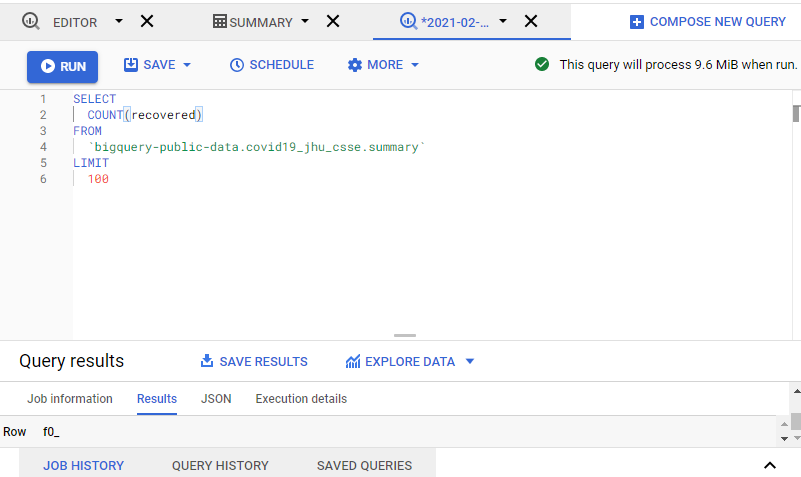 EDITOR SUMMARY *2021-02-... COMPOSE NEW QUERY
RUN SAVE SCHEDULE MORE This query will process 9.6 MiB when run.
1 SELECT
2 COUNT(recovered)
3 FROM
4 `bigquery-public-data.covid19_jhu_csse.summary`
5 LIMIT
6 100
Query results SAVE RESULTS EXPLORE DATA
Job information Results JSON Execution details
Row f0_
JOB HISTORY QUERY HISTORY SAVED QUERIES